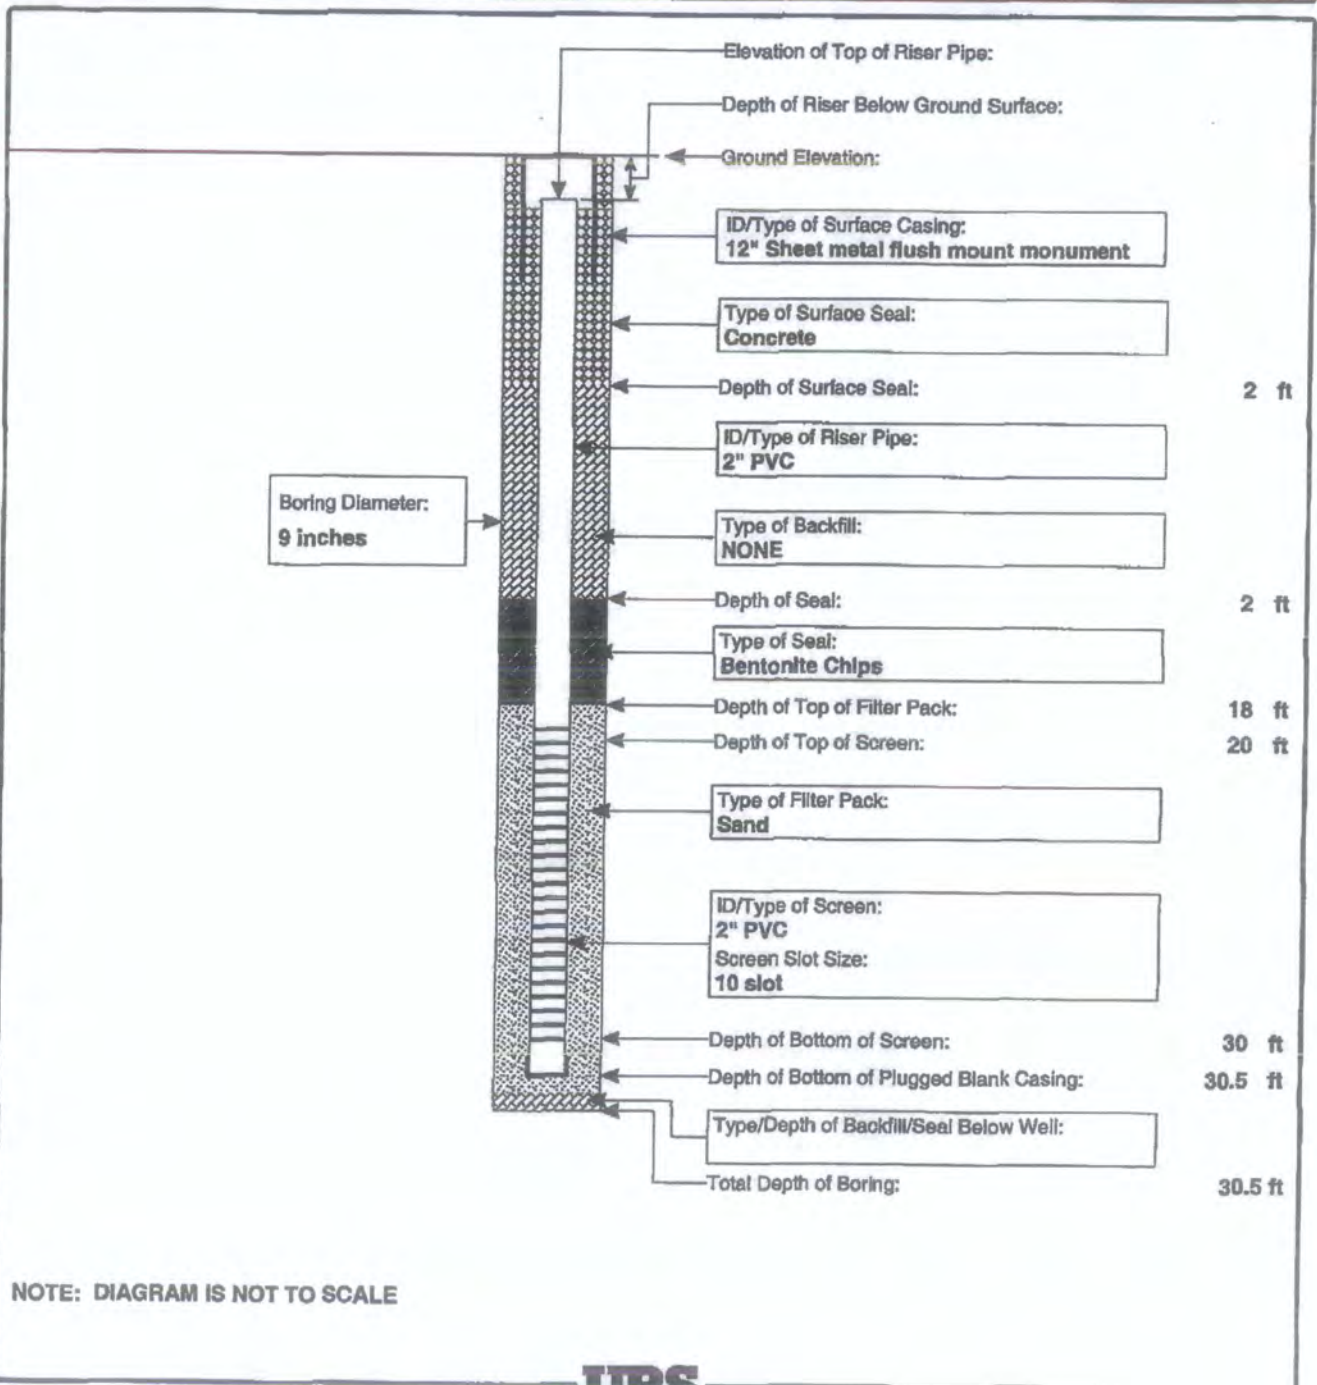 Elevation of Top of Riser Pipe:
Depth of Riser Below Ground Surface:
Ground Elevation:
ID/Type of Surface Casing:
12" Sheet metal flush mount monument
Type of Surface Seal:
Concrete
Depth of Surface Seal: 2 ft
ID/Type of Riser Pipe:
2" PVC
Boring Diameter:
9 inches
Type of Backfill:
NONE
Depth of Seal: 2 ft
Type of Seal:
Bentonite Chips
Depth of Top of Filter Pack: 18 ft
Depth of Top of Screen: 20 ft
Type of Filter Pack:
Sand
ID/Type of Screen:
2" PVC
Screen Slot Size:
10 slot
Depth of Bottom of Screen: 30 ft
Depth of Bottom of Plugged Blank Casing: 30.5 ft
Type/Depth of Backfill/Seal Below Well:
Total Depth of Boring: 30.5 ft
NOTE: DIAGRAM IS NOT TO SCALE
URS